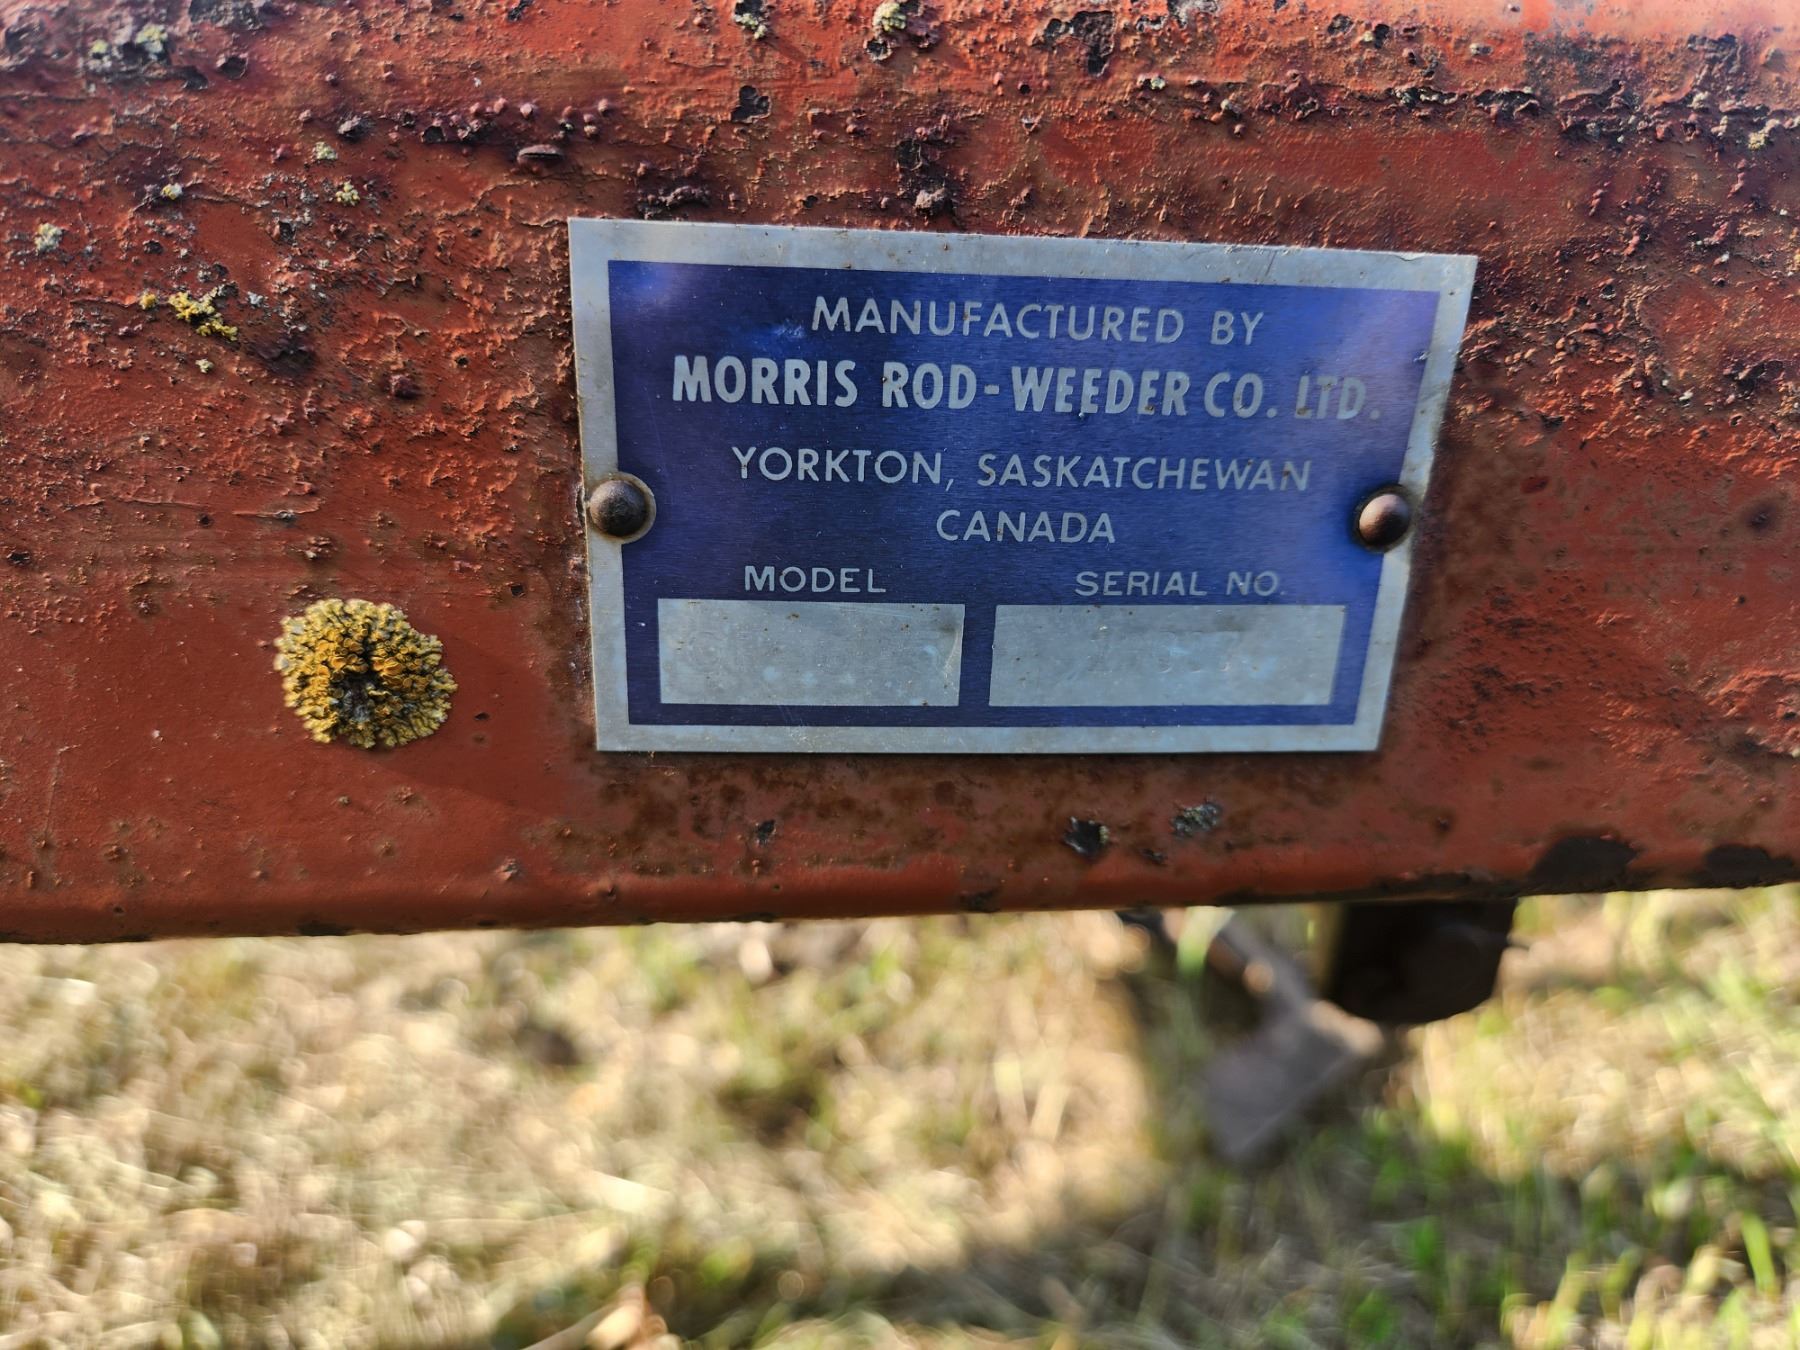 MANUFACTURED BY
MORRIS ROD-WEEDER CO. LTD.
YORKTON, SASKATCHEWAN
CANADA
MODEL
SERIAL NO.